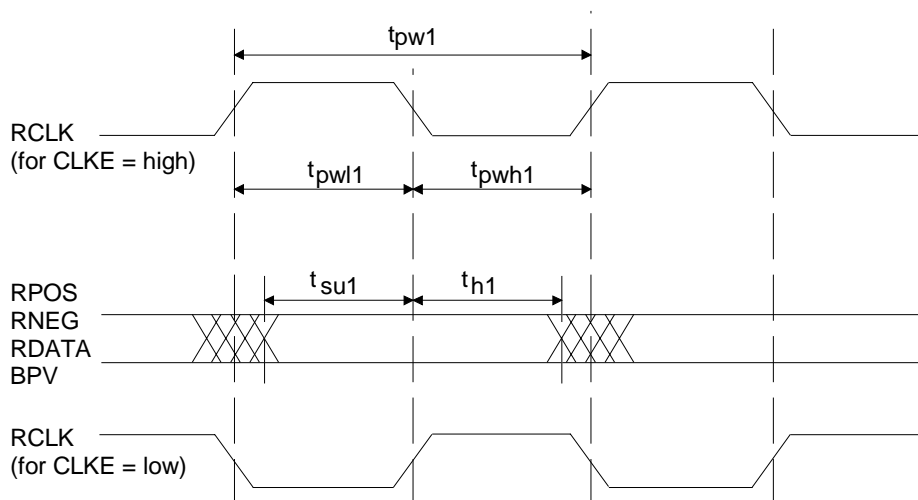 tpw1
RCLK
(for CLKE = high)
tpwl1 tpwh1
RPOS tsu1 th1
RNEG
RDATA
BPV
RCLK
(for CLKE = low)